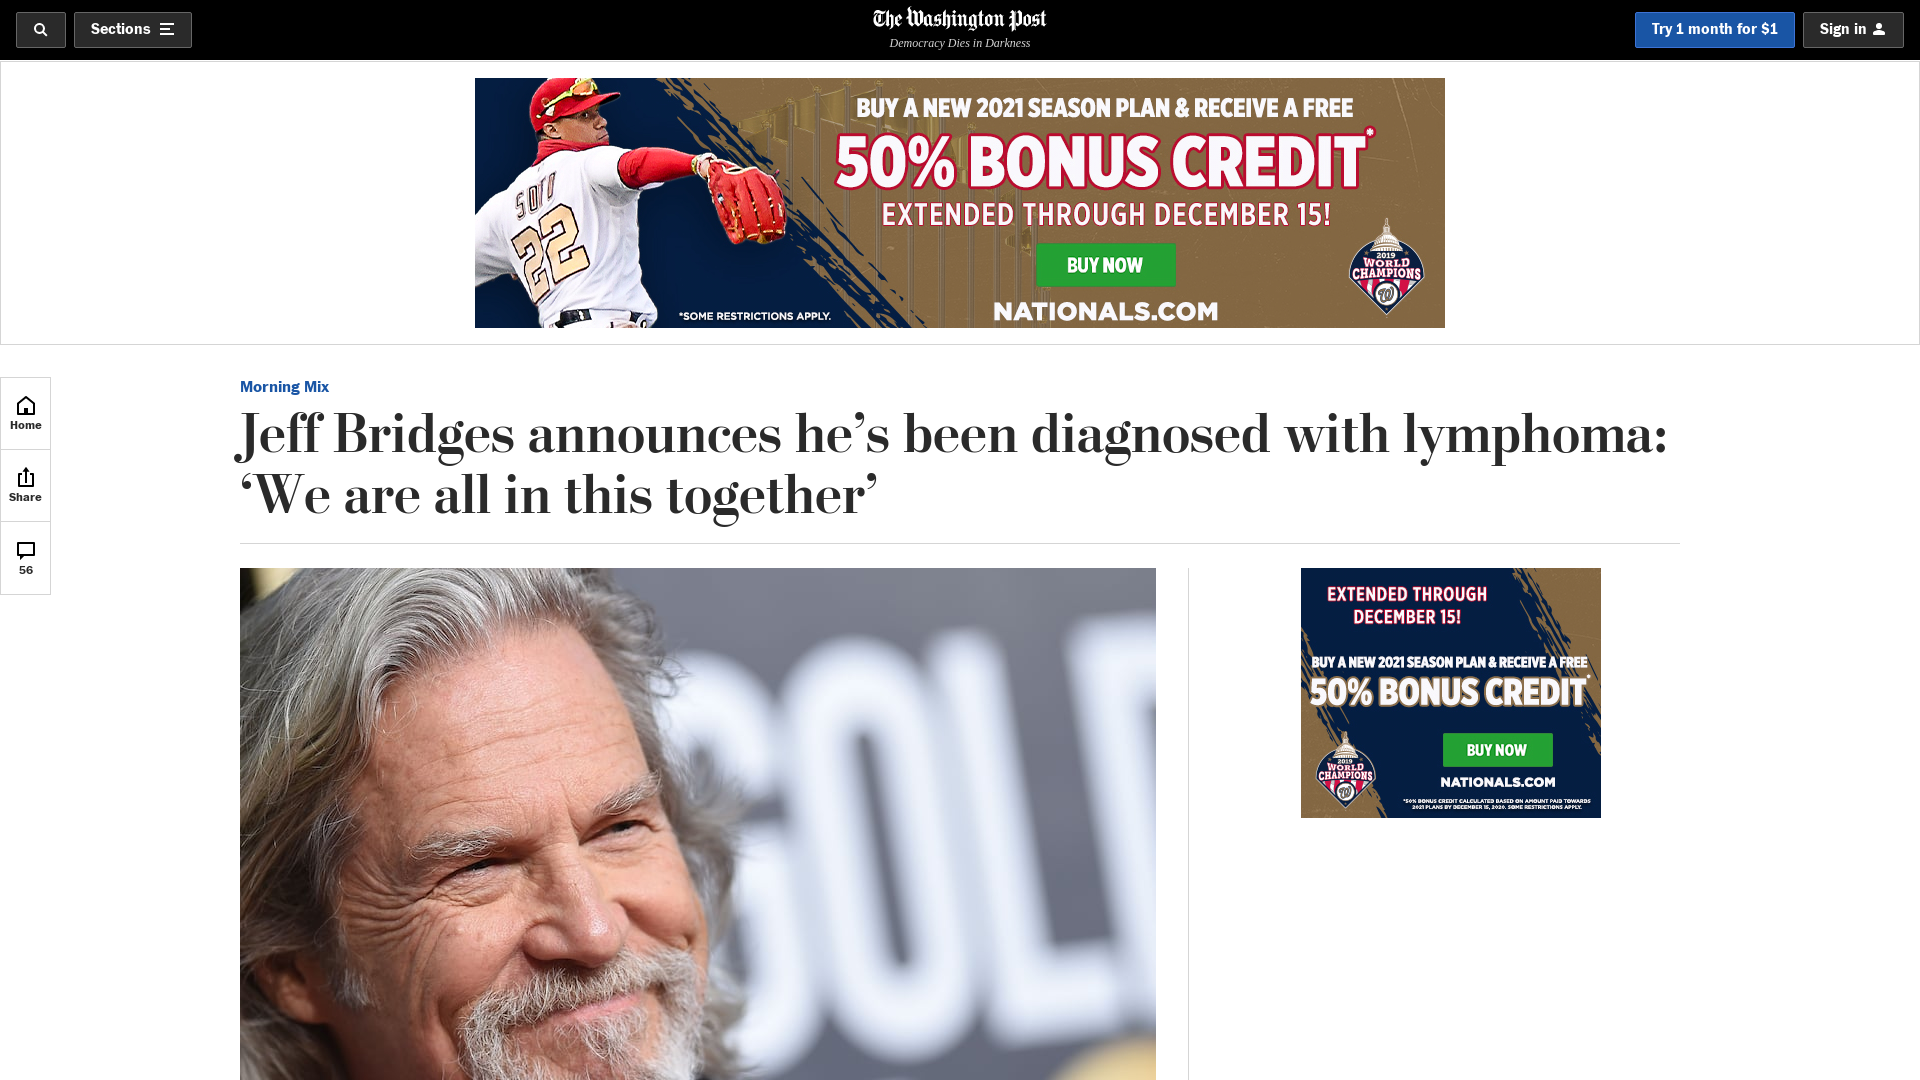 Sections
The Washington Post
Democracy Dies in Darkness
Try 1 month for $1
Sign in
BUY A NEW 2021 SEASON PLAN & RECEIVE A FREE
50% BONUS CREDIT*
EXTENDED THROUGH DECEMBER 15!
BUY NOW
NATIONALS.COM
*SOME RESTRICTIONS APPLY.
SOTO
22
2019
WORLD
CHAMPIONS
W
Home
Share
56
Morning Mix
Jeff Bridges announces he’s been diagnosed with lymphoma:
‘We are all in this together’
GOL
EXTENDED THROUGH
DECEMBER 15!
BUY A NEW 2021 SEASON PLAN & RECEIVE A FREE
50% BONUS CREDIT*
BUY NOW
NATIONALS.COM
2019
WORLD
CHAMPIONS
W
*50% BONUS CREDIT CALCULATED BASED ON AMOUNT PAID TOWARDS
2021 PLANS BY DECEMBER 15, 2020. SOME RESTRICTIONS APPLY.